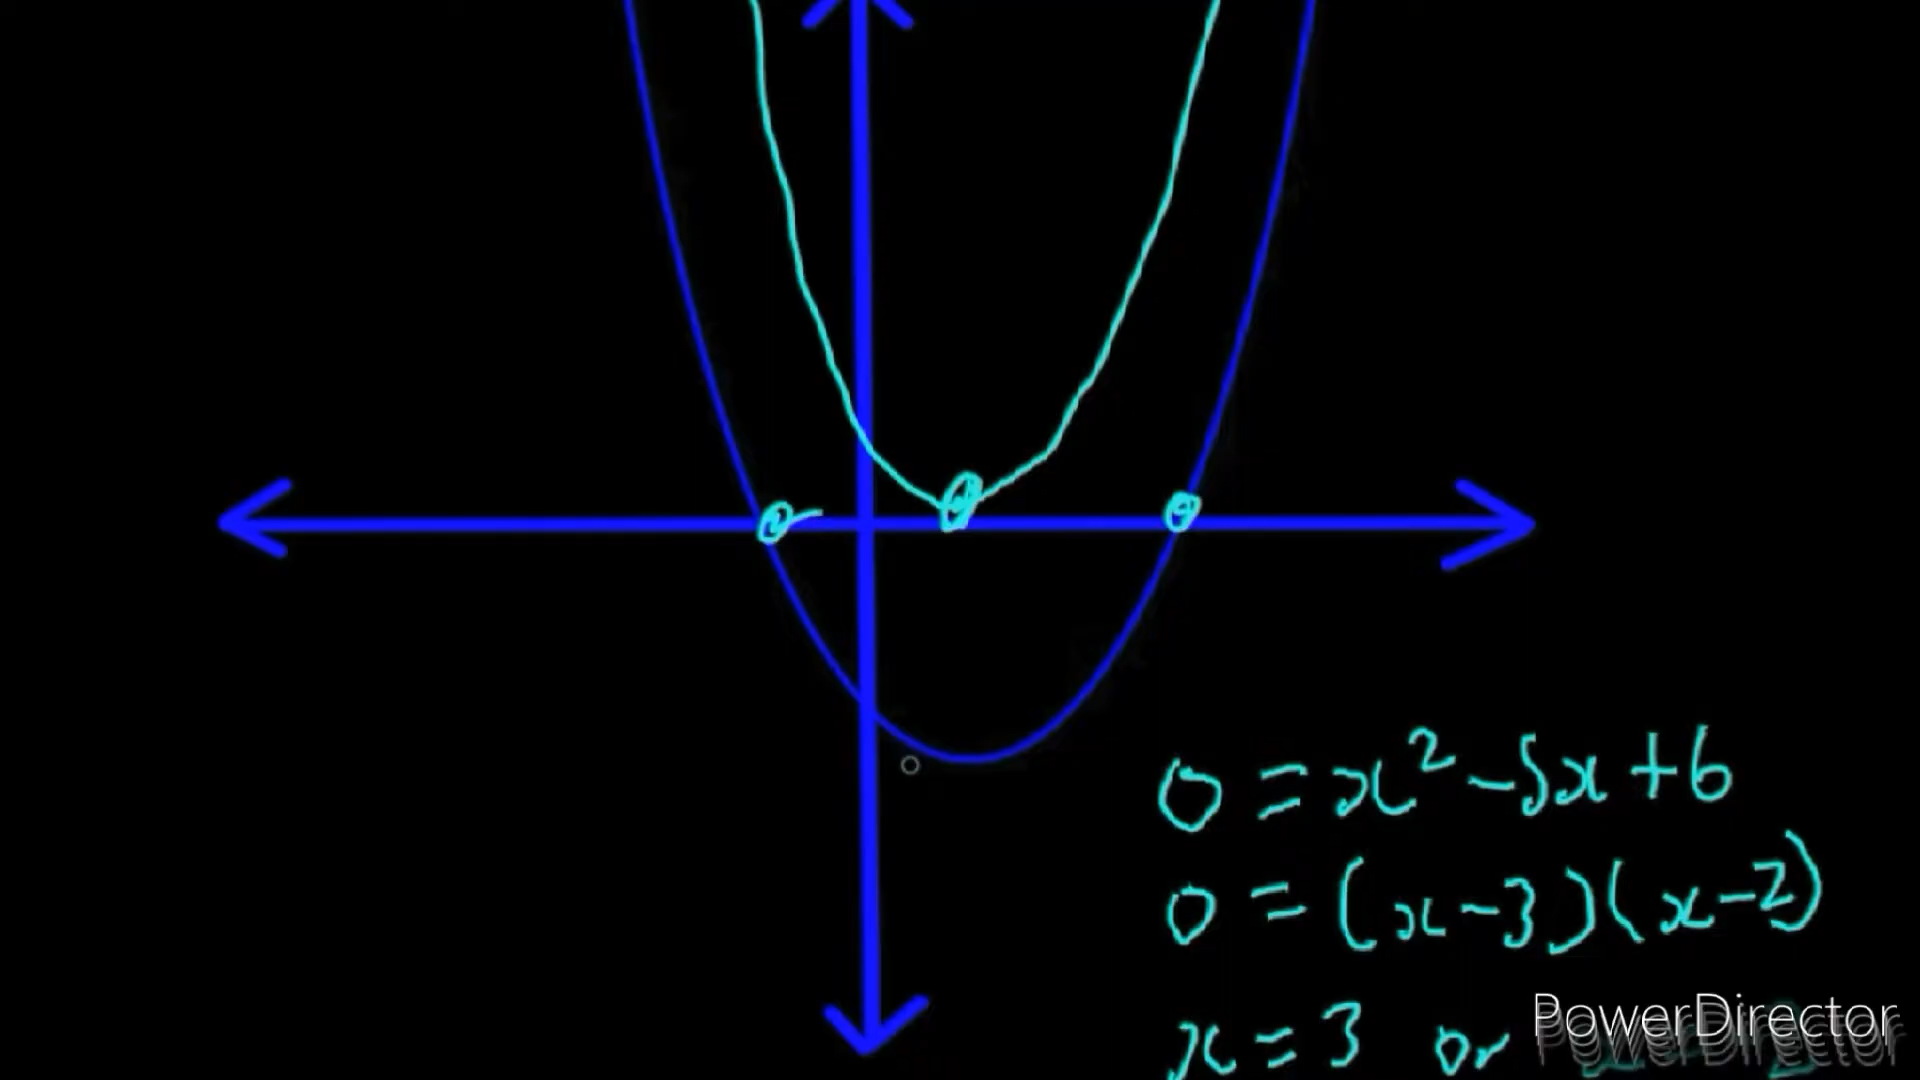 0 = x² - 5x + 6
0 = (x - 3)(x - 2)
x = 3 or
PowerDirector